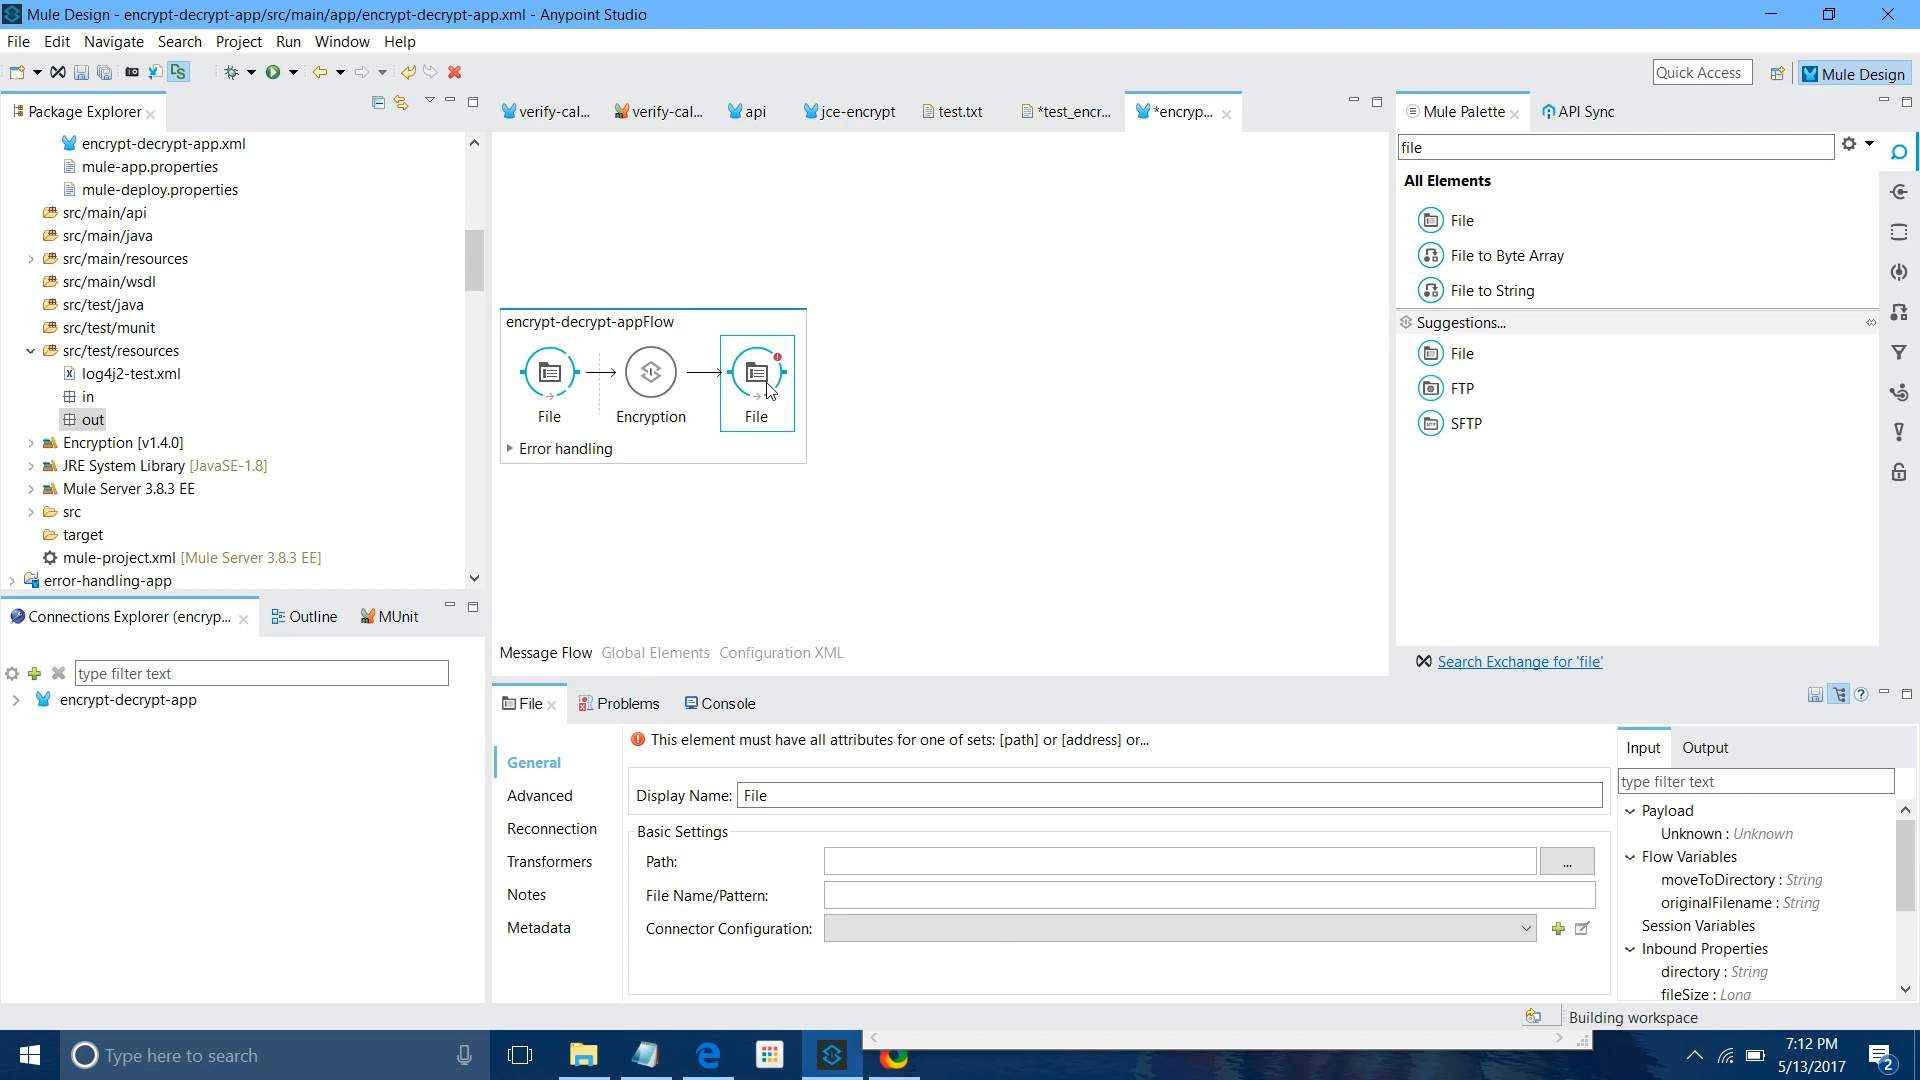 Mule Design - encrypt-decrypt-app/src/main/app/encrypt-decrypt-app.xml - Anypoint Studio
File Edit Navigate Search Project Run Window Help
Quick Access
Mule Design
Package Explorer
encrypt-decrypt-app.xml
mule-app.properties
mule-deploy.properties
src/main/api
src/main/java
src/main/resources
src/main/wsdl
src/test/java
src/test/munit
src/test/resources
log4j2-test.xml
in
out
Encryption [v1.4.0]
JRE System Library [JavaSE-1.8]
Mule Server 3.8.3 EE
src
target
mule-project.xml [Mule Server 3.8.3 EE]
error-handling-app
Connections Explorer (encryp...
Outline
MUnit
type filter text
encrypt-decrypt-app
verify-cal...
verify-cal...
api
jce-encrypt
test.txt
*test_encr...
*encryp...
encrypt-decrypt-appFlow
File
Encryption
File
Error handling
Message Flow Global Elements Configuration XML
Mule Palette
API Sync
file
All Elements
File
File to Byte Array
File to String
Suggestions...
File
FTP
SFTP
Search Exchange for 'file'
File
Problems
Console
General
Advanced
Reconnection
Transformers
Notes
Metadata
This element must have all attributes for one of sets: [path] or [address] or...
Display Name: File
Basic Settings
Path:
...
File Name/Pattern:
Connector Configuration:
Input
Output
type filter text
Payload
Unknown : Unknown
Flow Variables
moveToDirectory : String
originalFilename : String
Session Variables
Inbound Properties
directory : String
fileSize : Long
Building workspace
Type here to search
7:12 PM
5/13/2017
2